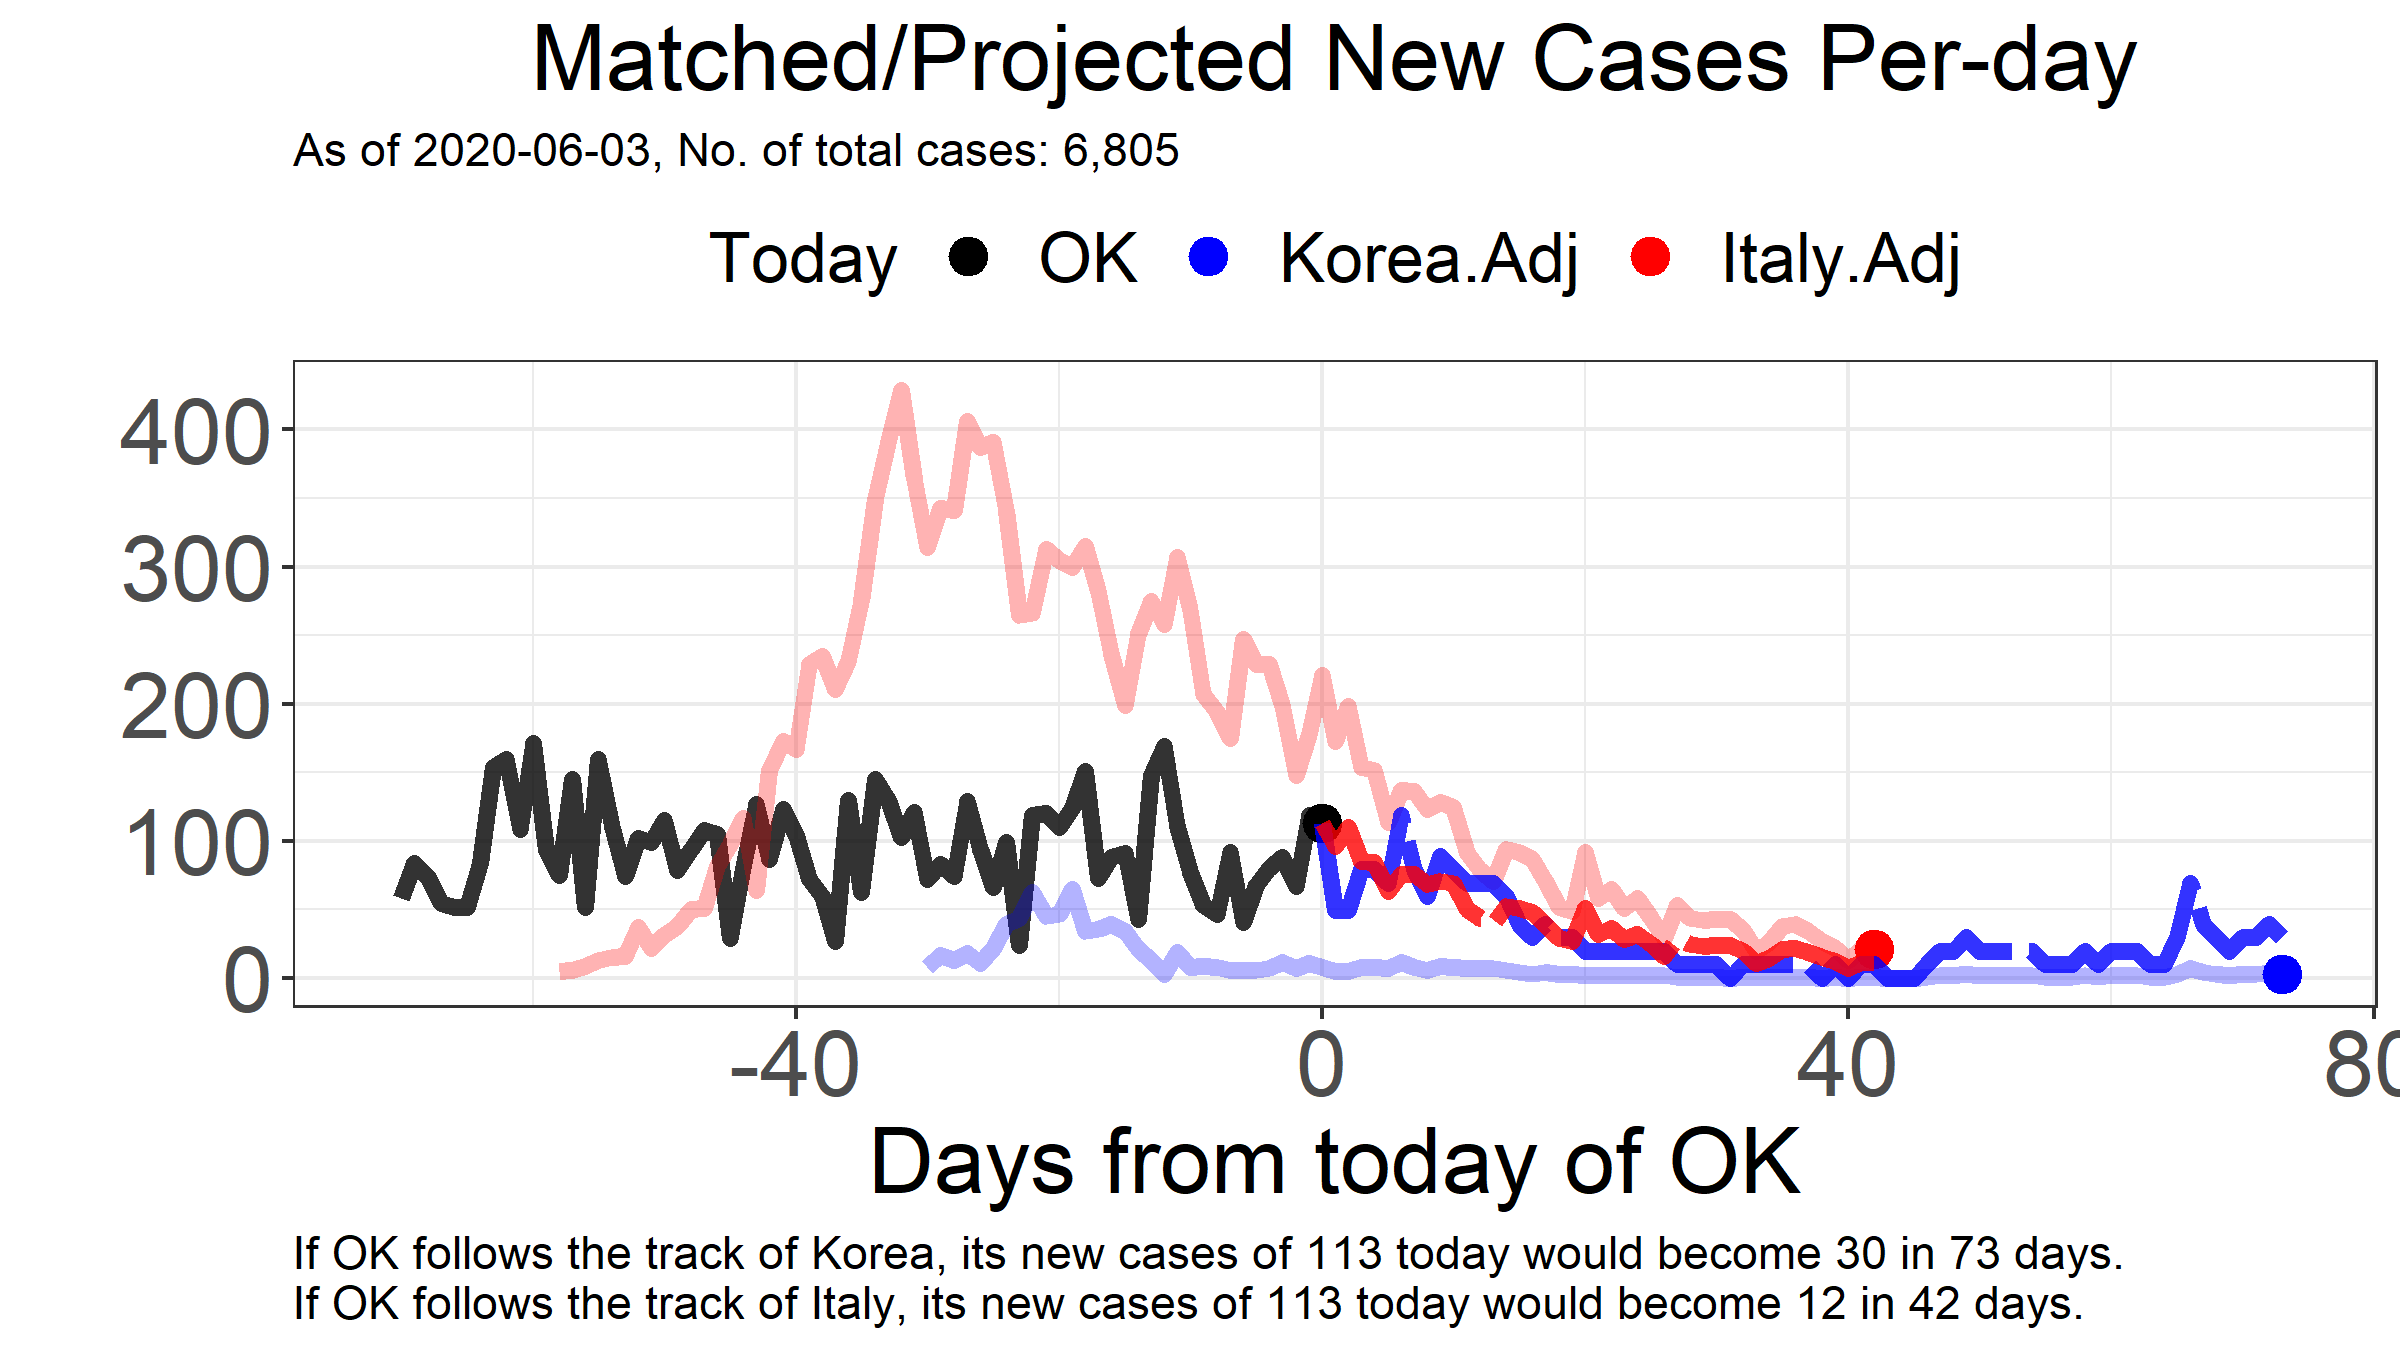 Matched/Projected New Cases Per-day
As of 2020-06-03, No. of total cases: 6,805
Today OK Korea.Adj Italy.Adj
400
300
200
100
0
-40 0 40 80
Days from today of OK
If OK follows the track of Korea, its new cases of 113 today would become 30 in 73 days.
If OK follows the track of Italy, its new cases of 113 today would become 12 in 42 days.